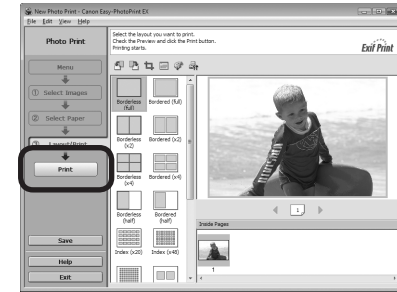 New Photo Print - Canon Easy-PhotoPrint EX
File Edit View Help
Photo Print
Select the layout you want to print.
Check the Preview and click the Print button.
Printing starts.
Exif Print
Menu
① Select Images
② Select Paper
③ Layout/Print
Print
Save
Help
Exit
Borderless (full)
Bordered (full)
Borderless (x2)
Bordered (x2)
Borderless (x4)
Bordered (x4)
Borderless (half)
Bordered (half)
Index (x20)
Index (x48)
1
Inside Pages
1